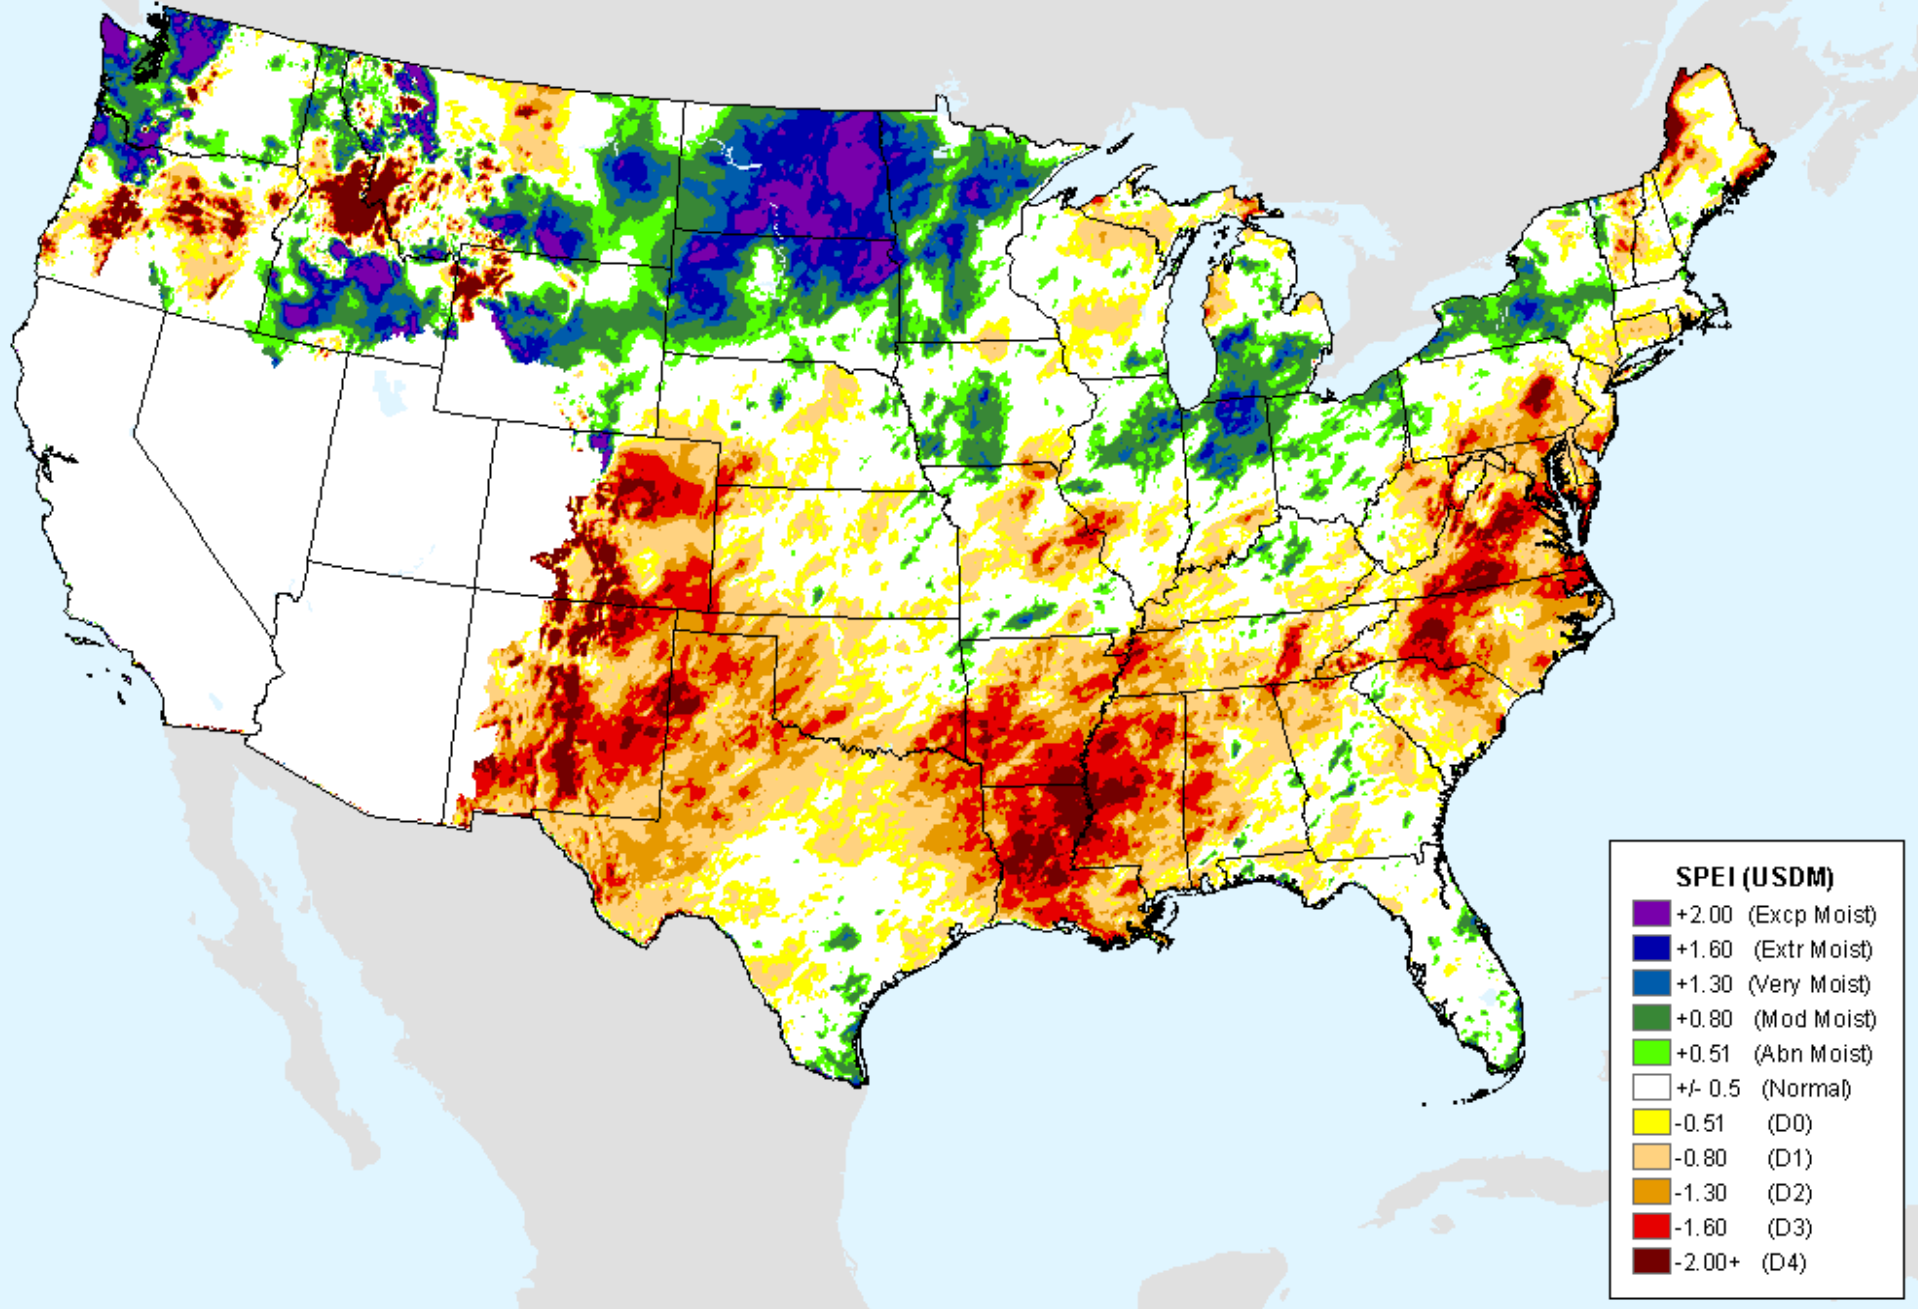 SPEI (USDM)
+2.00 (Excp Moist)
+1.60 (Extr Moist)
+1.30 (Very Moist)
+0.80 (Mod Moist)
+0.51 (Abn Moist)
+/- 0.5 (Normal)
-0.51 (D0)
-0.80 (D1)
-1.30 (D2)
-1.60 (D3)
-2.00+ (D4)